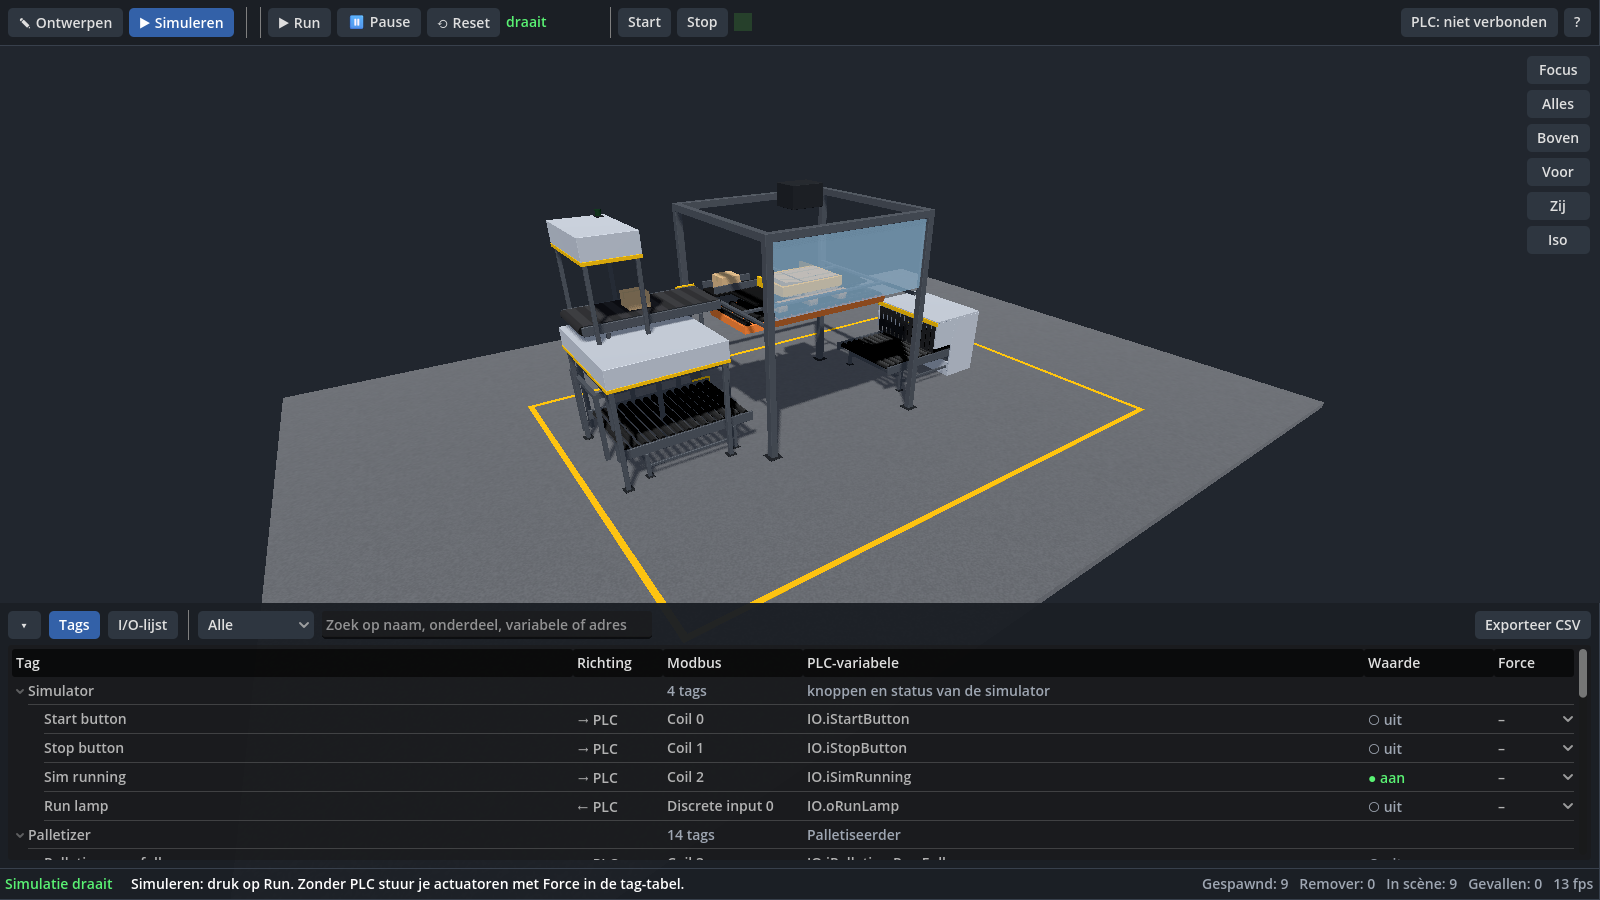 Ontwerpen Simuleren Run Pause Reset draait Start Stop PLC: niet verbonden ?
Focus
Alles
Boven
Voor
Zij
Iso
Tags I/O-lijst Alle Zoek op naam, onderdeel, variabele of adres Exporteer CSV
Tag Richting Modbus PLC-variabele Waarde Force
Simulator 4 tags knoppen en status van de simulator
Start button → PLC Coil 0 IO.iStartButton uit –
Stop button → PLC Coil 1 IO.iStopButton uit –
Sim running → PLC Coil 2 IO.iSimRunning aan –
Run lamp ← PLC Discrete input 0 IO.oRunLamp uit –
Palletizer 14 tags Palletiseerder
Simulatie draait Simuleren: druk op Run. Zonder PLC stuur je actuatoren met Force in de tag-tabel. Gespawnd: 9 Remover: 0 In scène: 9 Gevallen: 0 13 fps